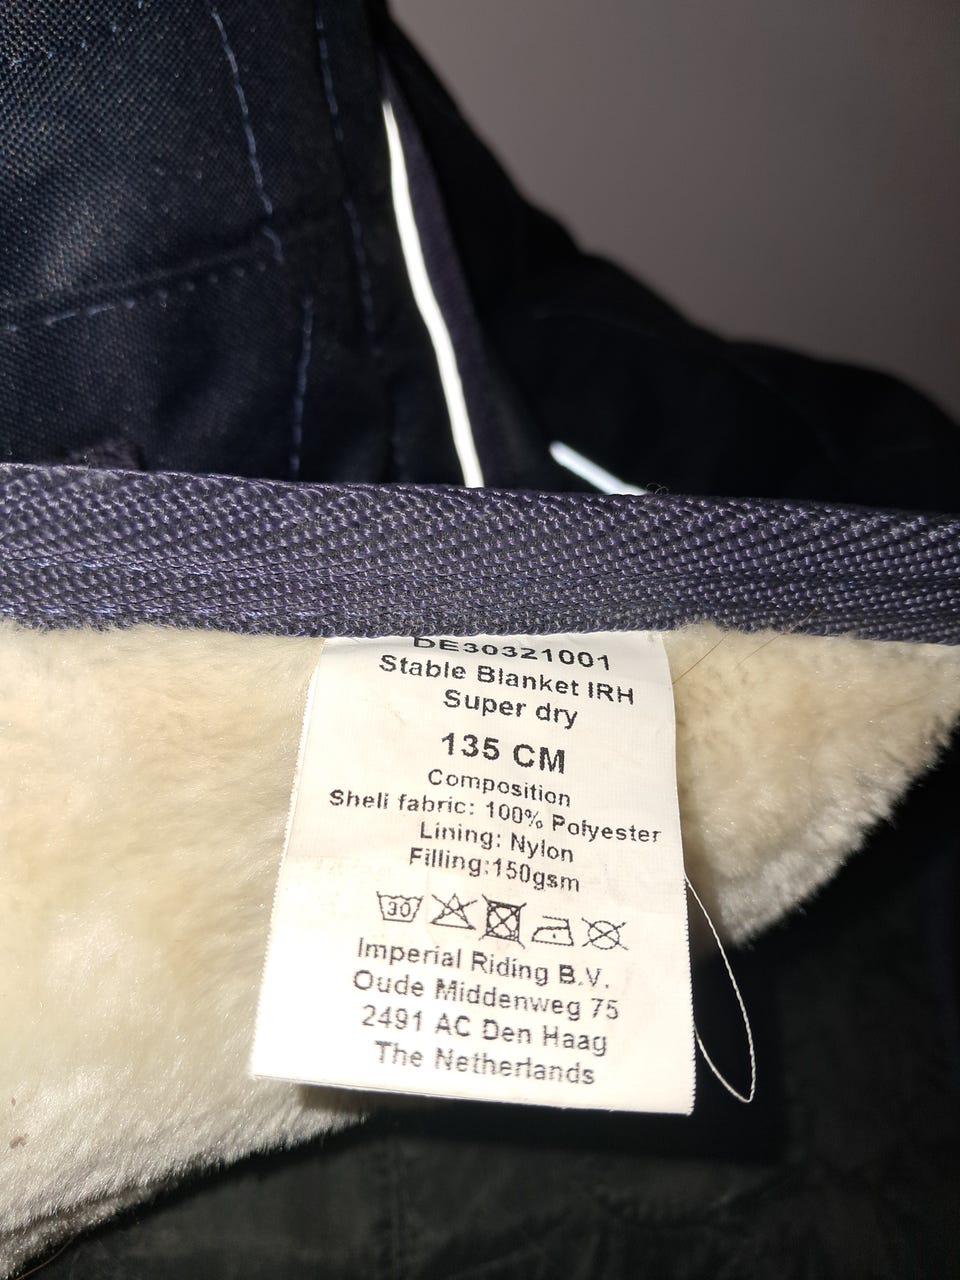 DE30321001
Stable Blanket IRH
Super dry
135 CM
Composition
Shell fabric: 100% Polyester
Lining: Nylon
Filling:150gsm
30
Imperial Riding B.V.
Oude Middenweg 75
2491 AC Den Haag
The Netherlands